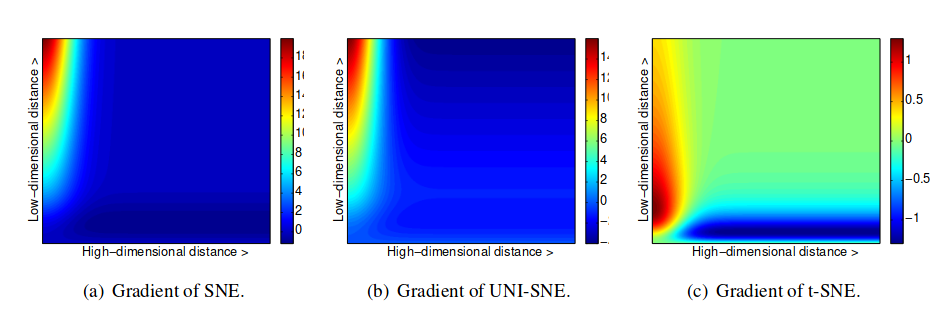 Low–dimensional distance >
High–dimensional distance >
16
14
12
10
8
6
4
2
0
(a) Gradient of SNE.
Low–dimensional distance >
High–dimensional distance >
10
8
6
4
2
0
(b) Gradient of UNI-SNE.
Low–dimensional distance >
High–dimensional distance >
1
0.5
0
−0.5
−1
(c) Gradient of t-SNE.